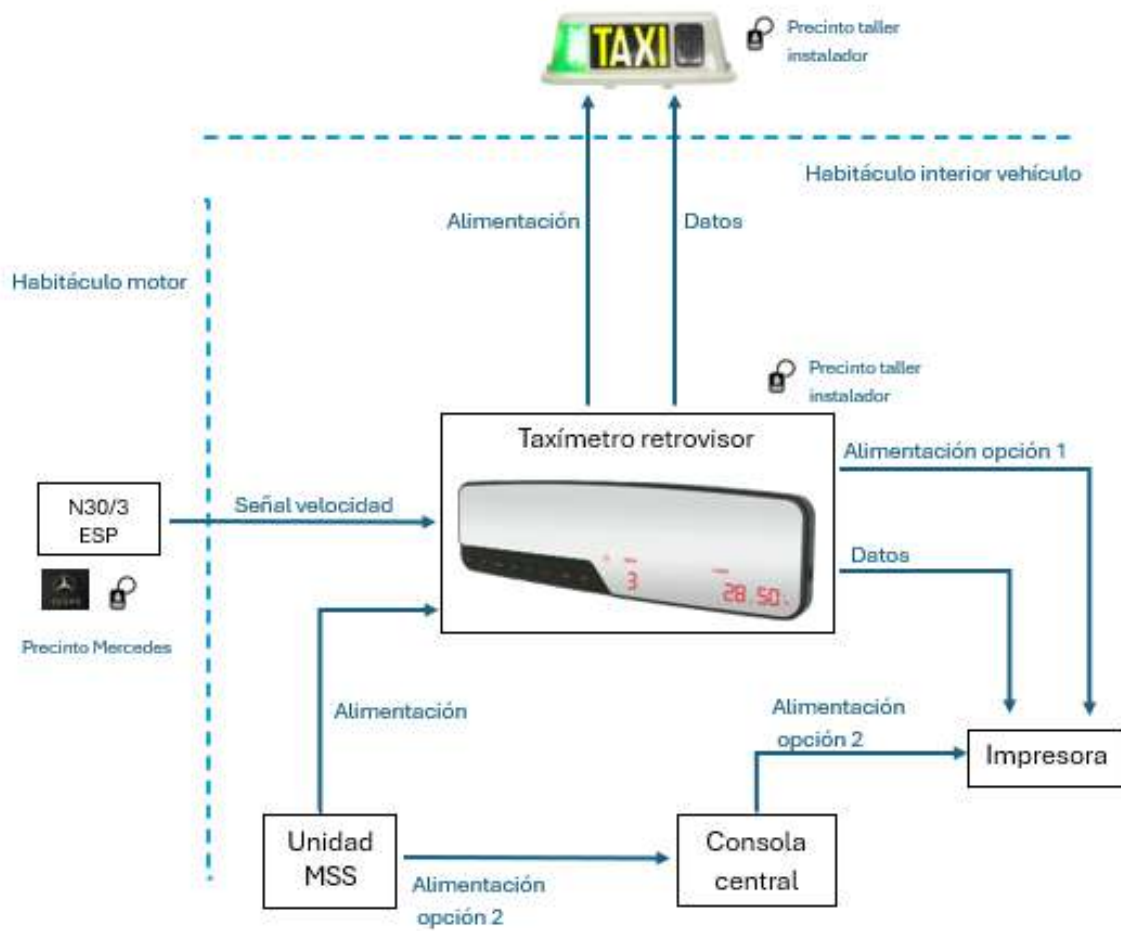 TAXI
Precinto taller
instalador
Habitáculo interior vehículo
Alimentación
Datos
Habitáculo motor
Precinto taller
instalador
Taxímetro retrovisor
Alimentación opción 1
N30/3
ESP
Señal velocidad
Datos
3
28.50
Precinto Mercedes
Alimentación
Alimentación
opción 2
Impresora
Unidad
MSS
Consola
central
Alimentación
opción 2